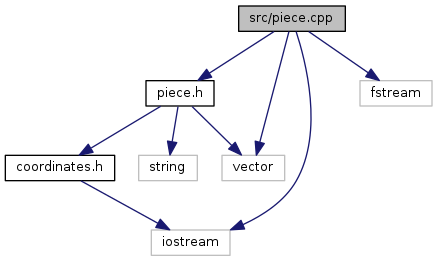 src/piece.cpp
piece.h
fstream
coordinates.h
string
vector
iostream